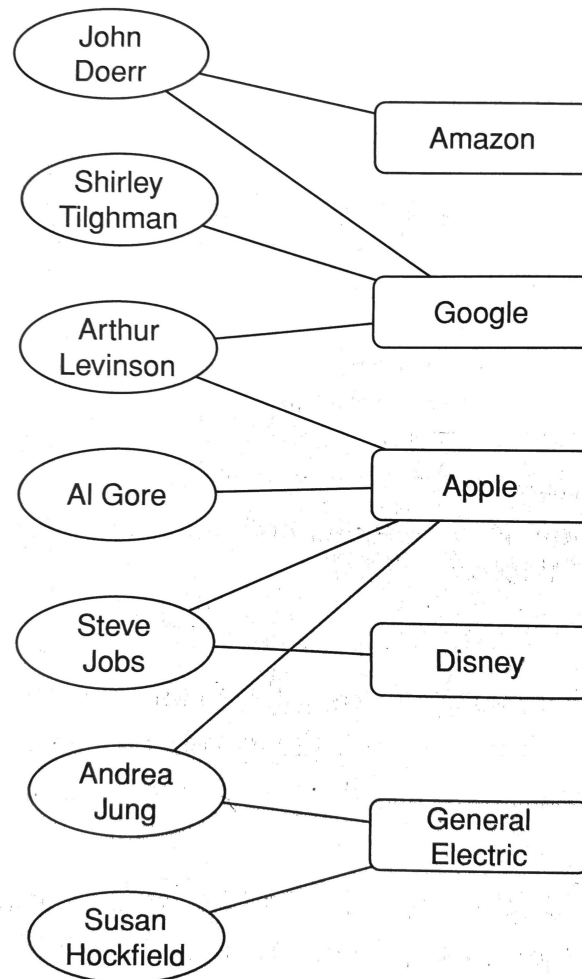 John
Doerr
Amazon
Shirley
Tilghman
Google
Arthur
Levinson
Al Gore
Apple
Steve
Jobs
Disney
Andrea
Jung
General
Electric
Susan
Hockfield